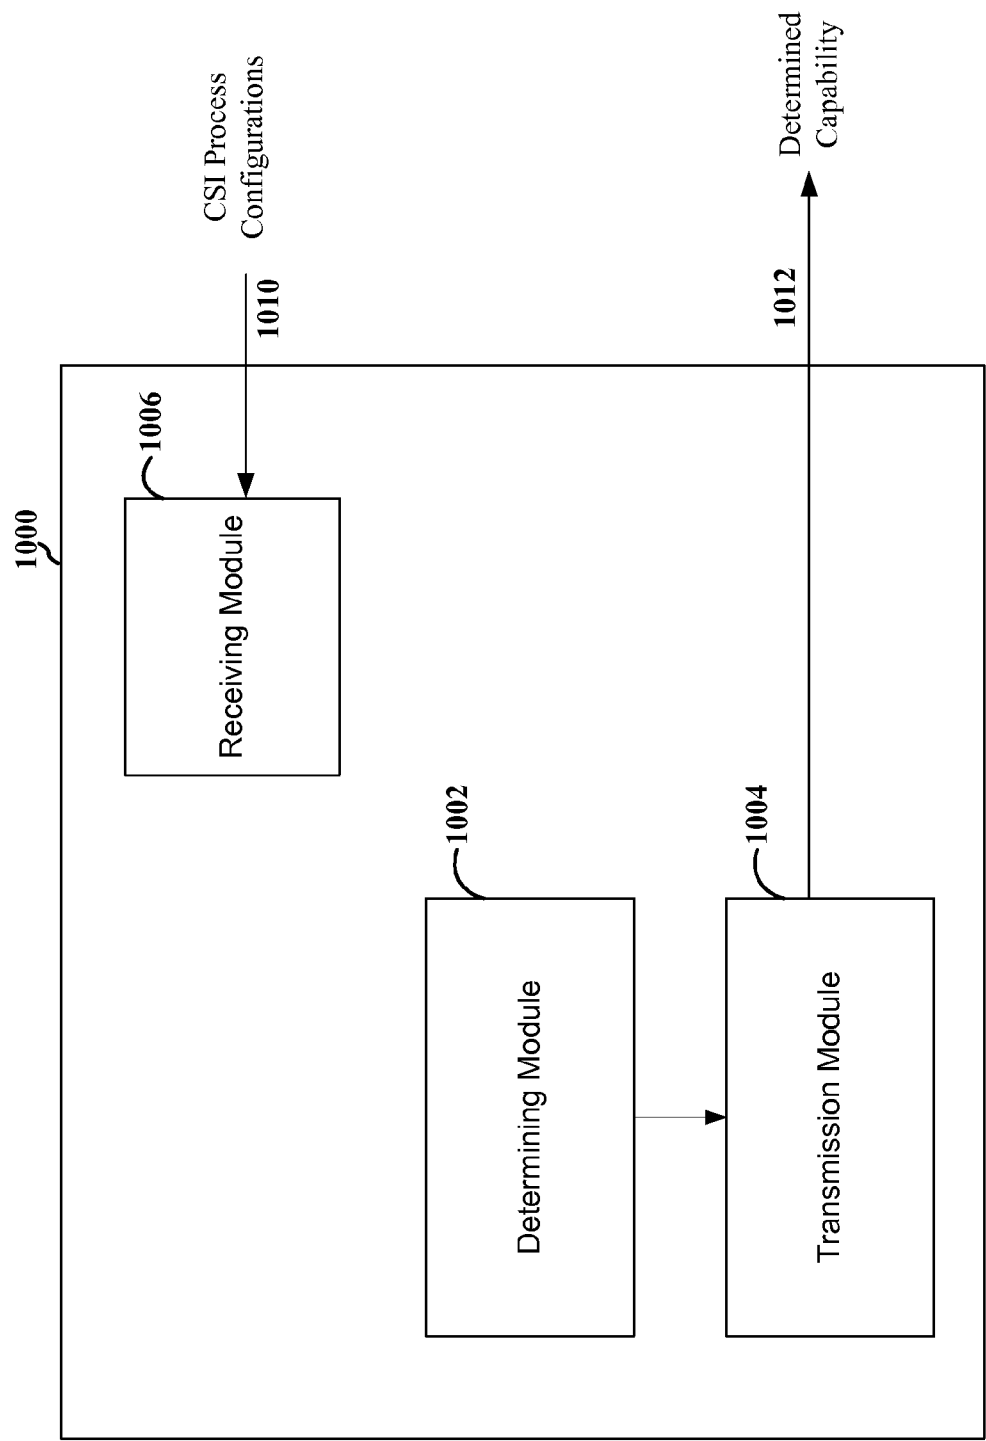 1000
1006
Receiving Module
CSI Process
Configurations
1010
1002
Determining Module
1004
Transmission Module
1012
Determined
Capability